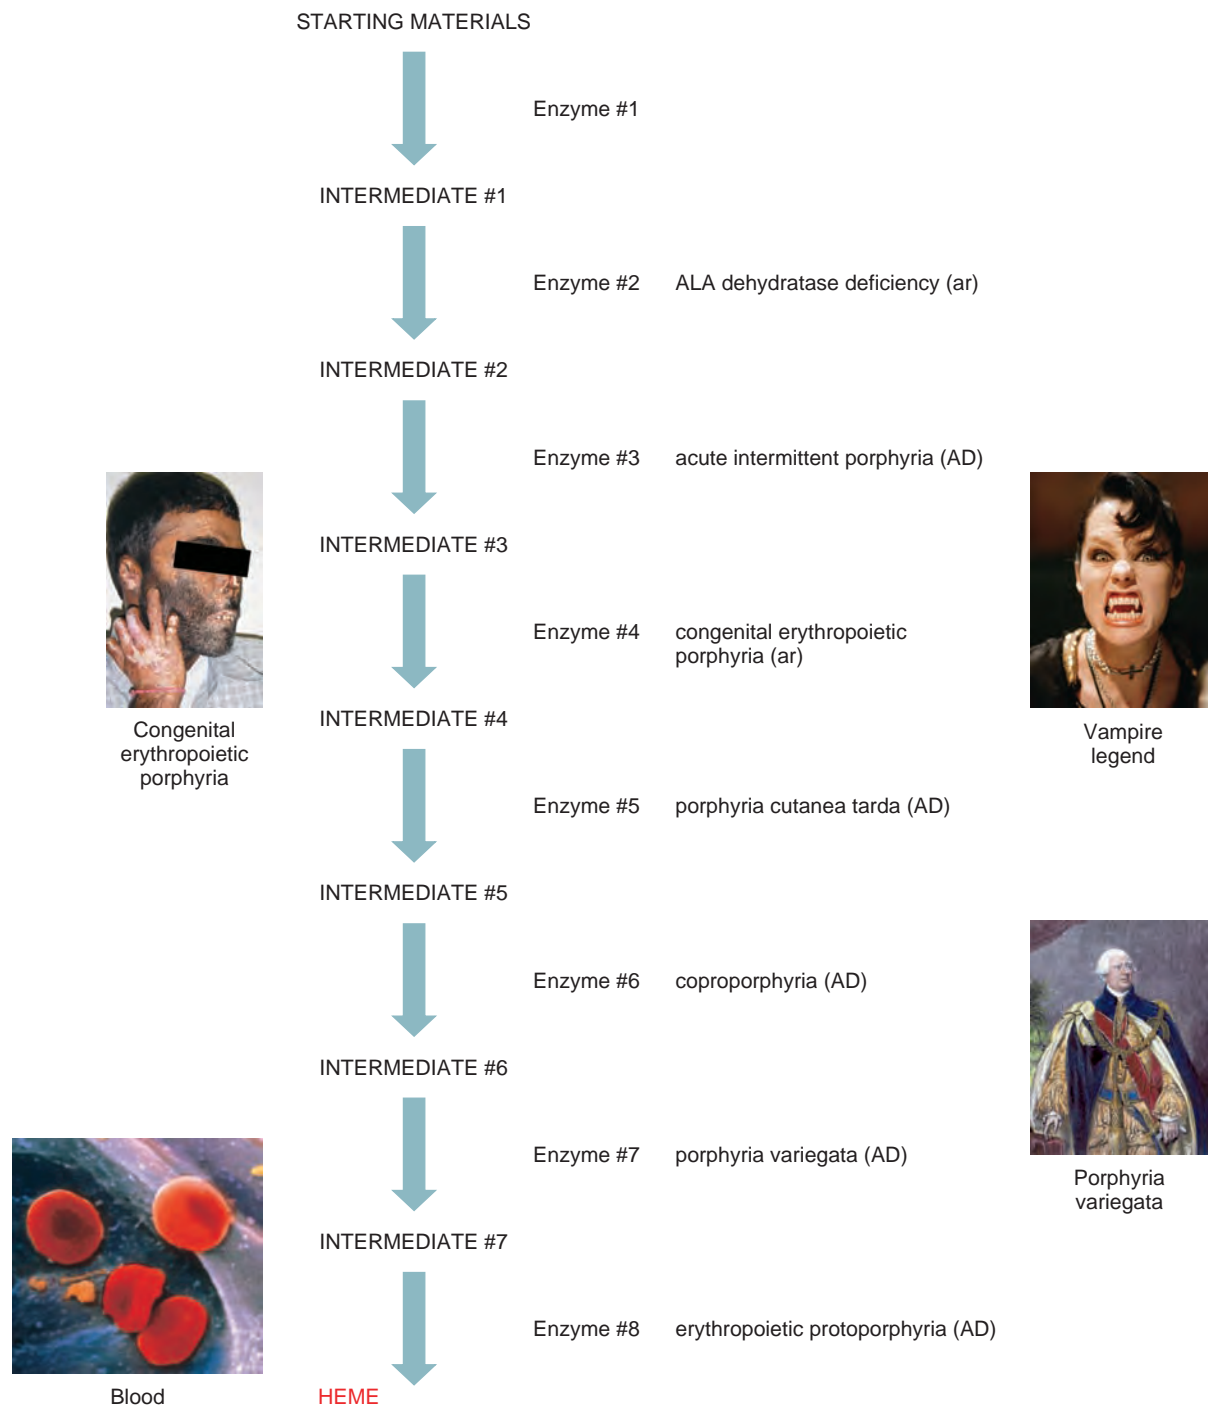 STARTING MATERIALS
Enzyme #1
INTERMEDIATE #1
Enzyme #2 ALA dehydratase deficiency (ar)
INTERMEDIATE #2
Enzyme #3 acute intermittent porphyria (AD)
INTERMEDIATE #3
Enzyme #4 congenital erythropoietic
porphyria (ar)
INTERMEDIATE #4
Congenital
erythropoietic
porphyria
Vampire
legend
Enzyme #5 porphyria cutanea tarda (AD)
INTERMEDIATE #5
Enzyme #6 coproporphyria (AD)
INTERMEDIATE #6
Enzyme #7 porphyria variegata (AD)
Porphyria
variegata
INTERMEDIATE #7
Enzyme #8 erythropoietic protoporphyria (AD)
Blood
HEME